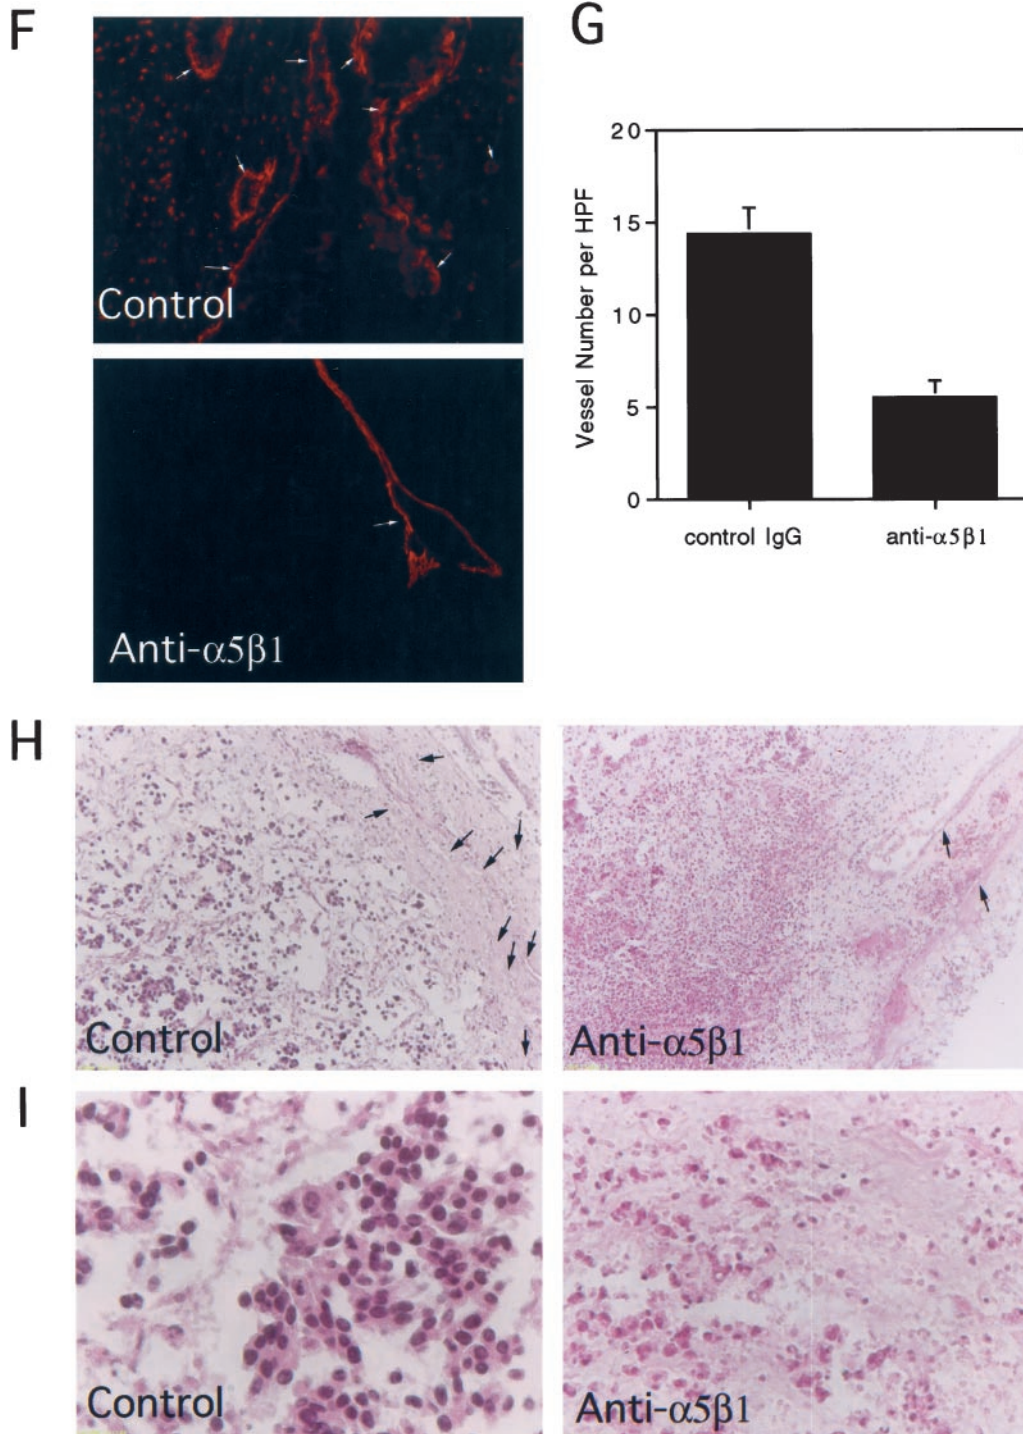 F
Control
Anti-α5β1
G
20
15
10
5
0
Vessel Number per HPF
control IgG
anti-α5β1
H
Control
Anti-α5β1
I
Control
Anti-α5β1